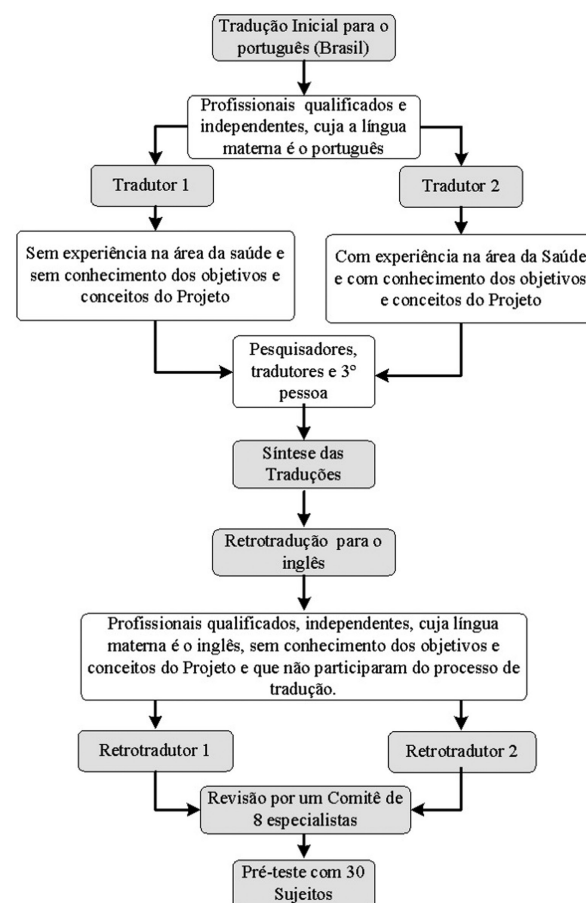 Tradução Inicial para o
português (Brasil)
Profissionais qualificados e
independentes, cuja a língua
materna é o português
Tradutor 1
Tradutor 2
Sem experiência na área da saúde e
sem conhecimento dos objetivos e
conceitos do Projeto
Com experiência na área da Saúde
e com conhecimento dos objetivos
e conceitos do Projeto
Pesquisadores,
tradutores e 3° 
pessoa
Síntese das
Traduções
Retrotradução para o
inglês
Profissionais qualificados, independentes, cuja língua
materna é o inglês, sem conhecimento dos objetivos e
conceitos do Projeto e que não participaram do processo de
tradução.
Retrotradutor 1
Retrotradutor 2
Revisão por um Comitê de
8 especialistas
Pré-teste com 30
Sujeitos